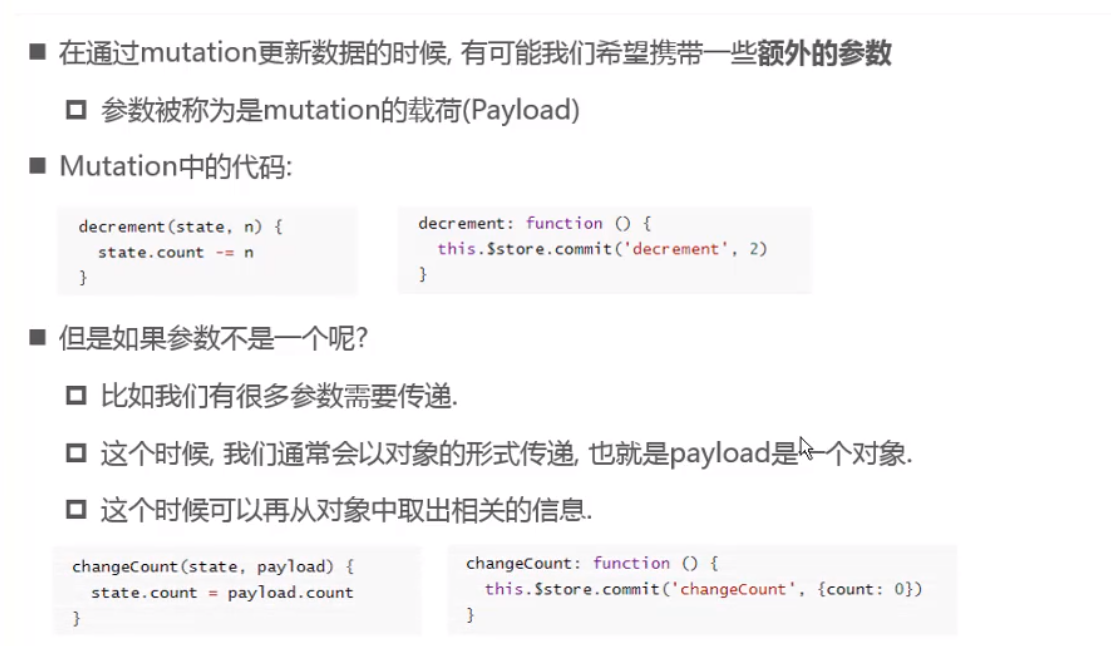 在通过mutation更新数据的时候, 有可能我们希望携带一些额外的参数
参数被称为是mutation的载荷(Payload)
Mutation中的代码:
decrement(state, n) {
  state.count -= n
}
decrement: function () {
  this.$store.commit('decrement', 2)
}
但是如果参数不是一个呢?
比如我们有很多参数需要传递.
这个时候, 我们通常会以对象的形式传递, 也就是payload是一个对象.
这个时候可以再从对象中取出相关的信息.
changeCount(state, payload) {
  state.count = payload.count
}
changeCount: function () {
  this.$store.commit('changeCount', {count: 0})
}